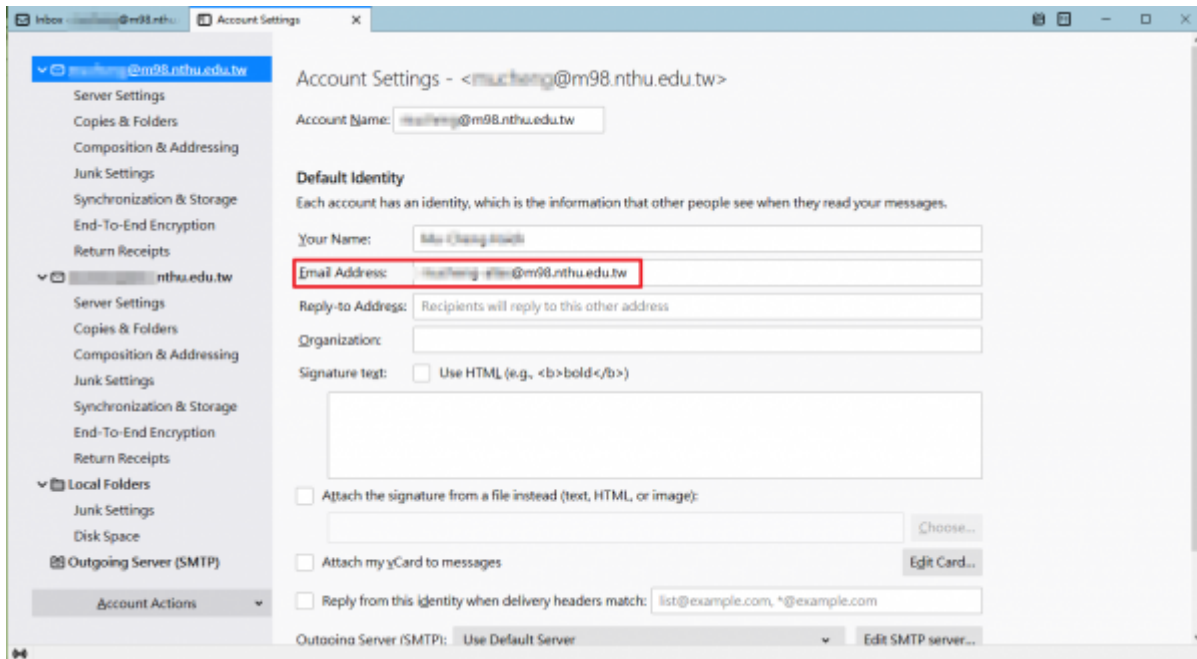 Inbox @m98.nthu Account Settings
@m98.nthu.edu.tw
Server Settings
Copies & Folders
Composition & Addressing
Junk Settings
Synchronization & Storage
End-To-End Encryption
Return Receipts
nthu.edu.tw
Server Settings
Copies & Folders
Composition & Addressing
Junk Settings
Synchronization & Storage
End-To-End Encryption
Return Receipts
Local Folders
Junk Settings
Disk Space
Outgoing Server (SMTP)
Account Actions
Account Settings - < @m98.nthu.edu.tw>
Account Name: @m98.nthu.edu.tw
Default Identity
Each account has an identity, which is the information that other people see when they read your messages.
Your Name:
Email Address: @m98.nthu.edu.tw
Reply-to Address: Recipients will reply to this other address
Organization:
Signature text: Use HTML (e.g., <b>bold</b>)
Attach the signature from a file instead (text, HTML, or image):
Choose...
Attach my vCard to messages Edit Card...
Reply from this identity when delivery headers match: list@example.com, *@example.com
Outgoing Server (SMTP): Use Default Server Edit SMTP server...